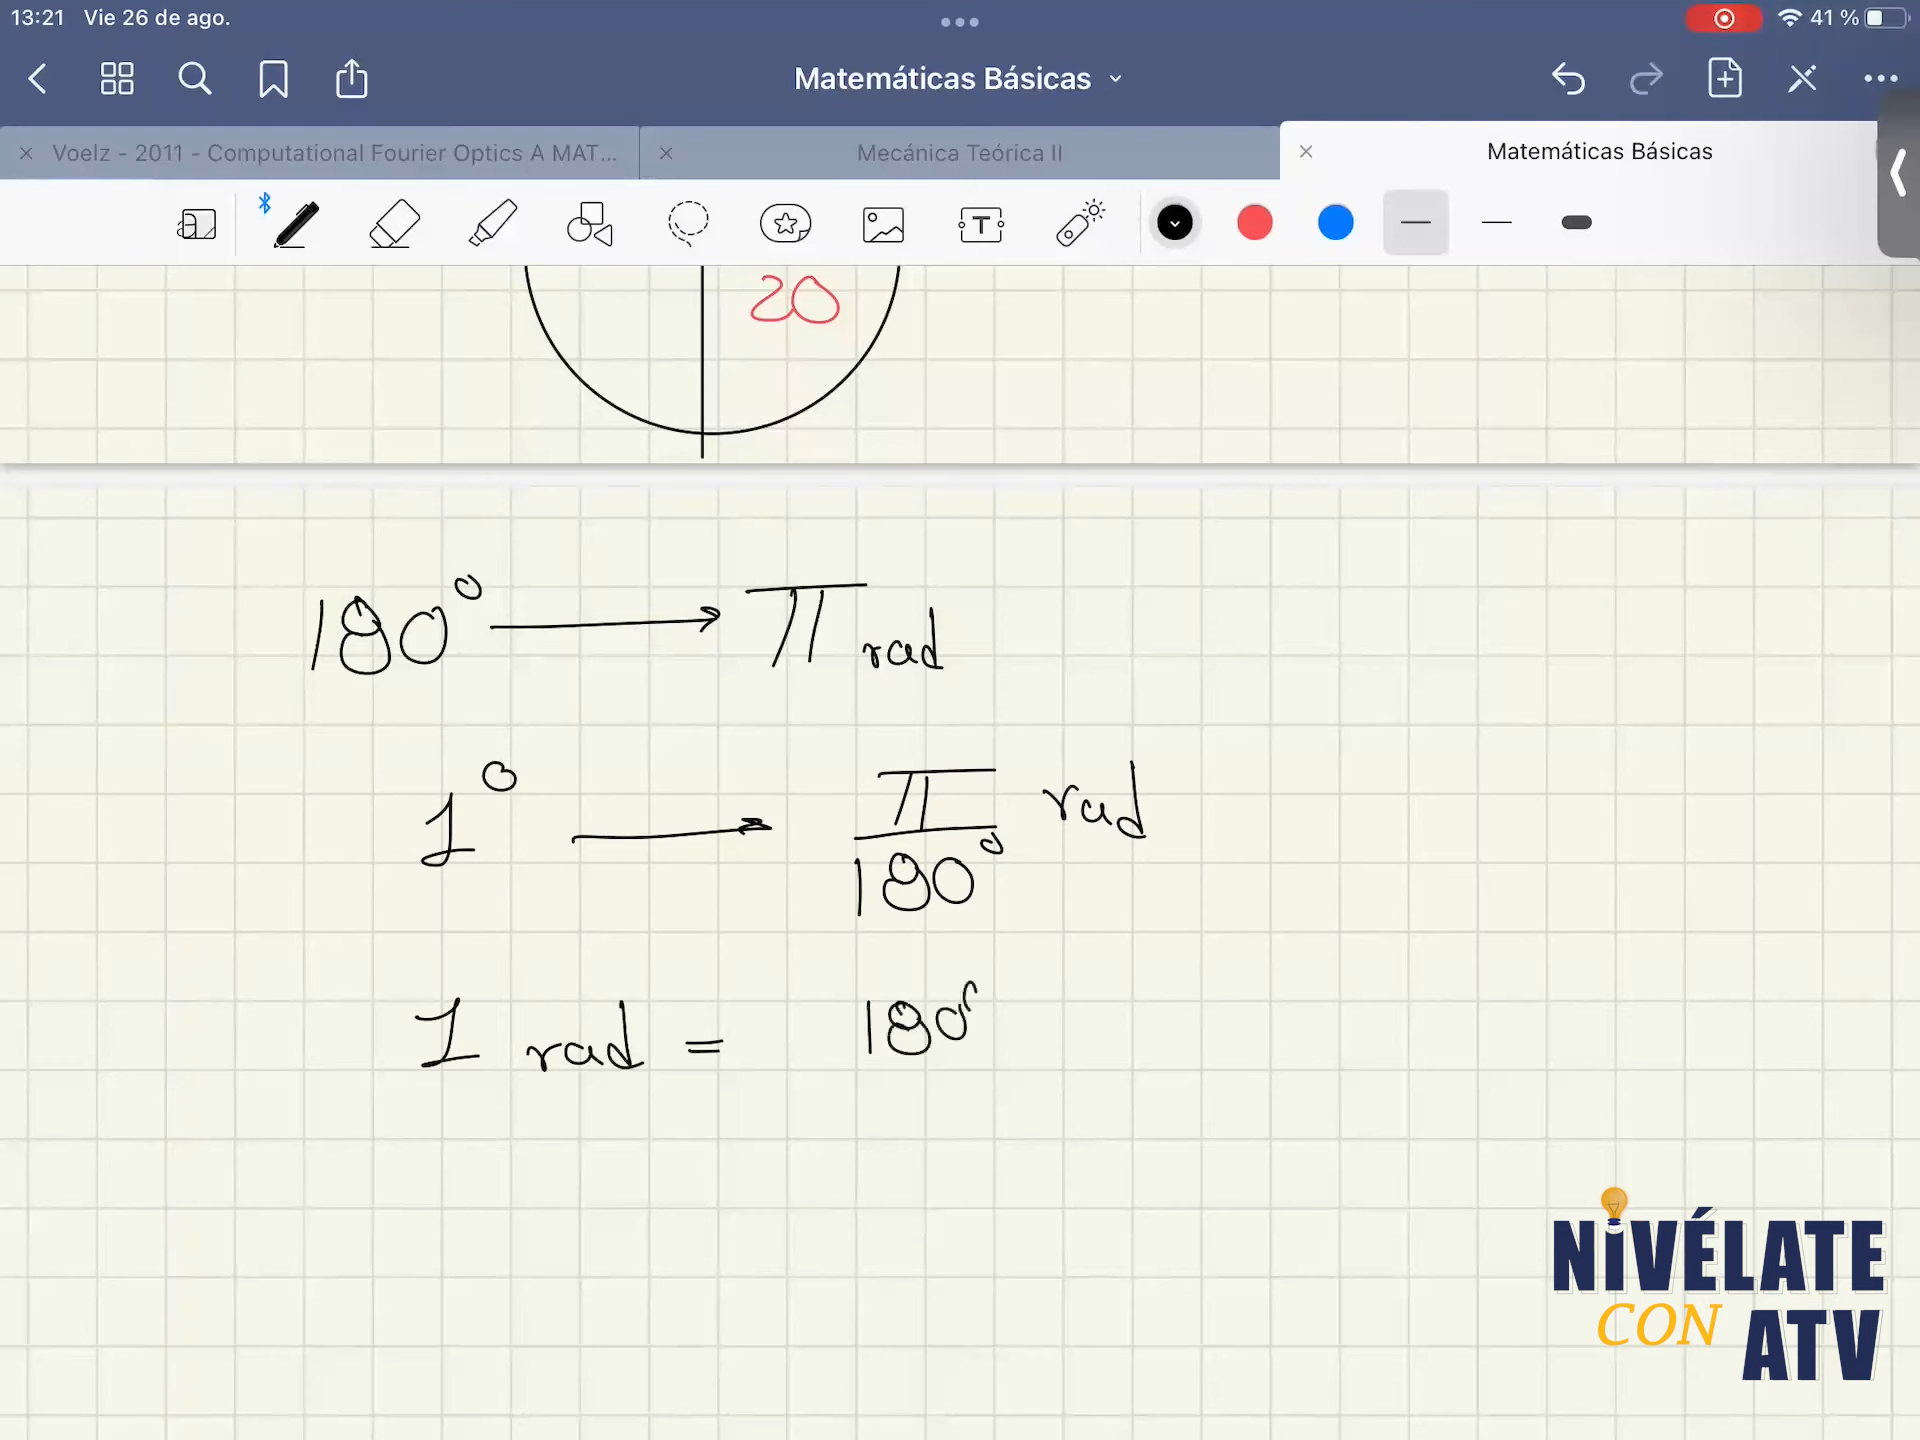 13:21 Vie 26 de ago. 41 %
Matemáticas Básicas
Voelz - 2011 - Computational Fourier Optics A MAT... Mecánica Teórica II Matemáticas Básicas
20
180° → π rad
1° → π/180° rad
1 rad = 180°
NIVÉLATE
CON ATV